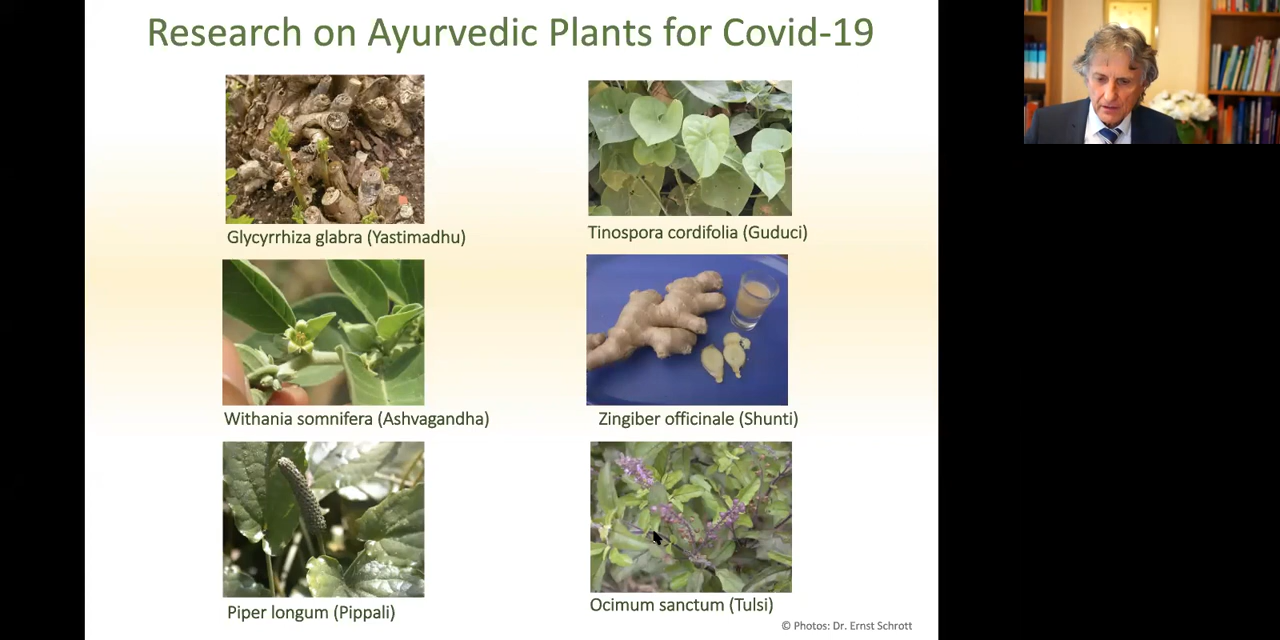 Research on Ayurvedic Plants for Covid-19
Glycyrrhiza glabra (Yastimadhu)
Tinospora cordifolia (Guduci)
Withania somnifera (Ashvagandha)
Zingiber officinale (Shunti)
Piper longum (Pippali)
Ocimum sanctum (Tulsi)
© Photos: Dr. Ernst Schrott